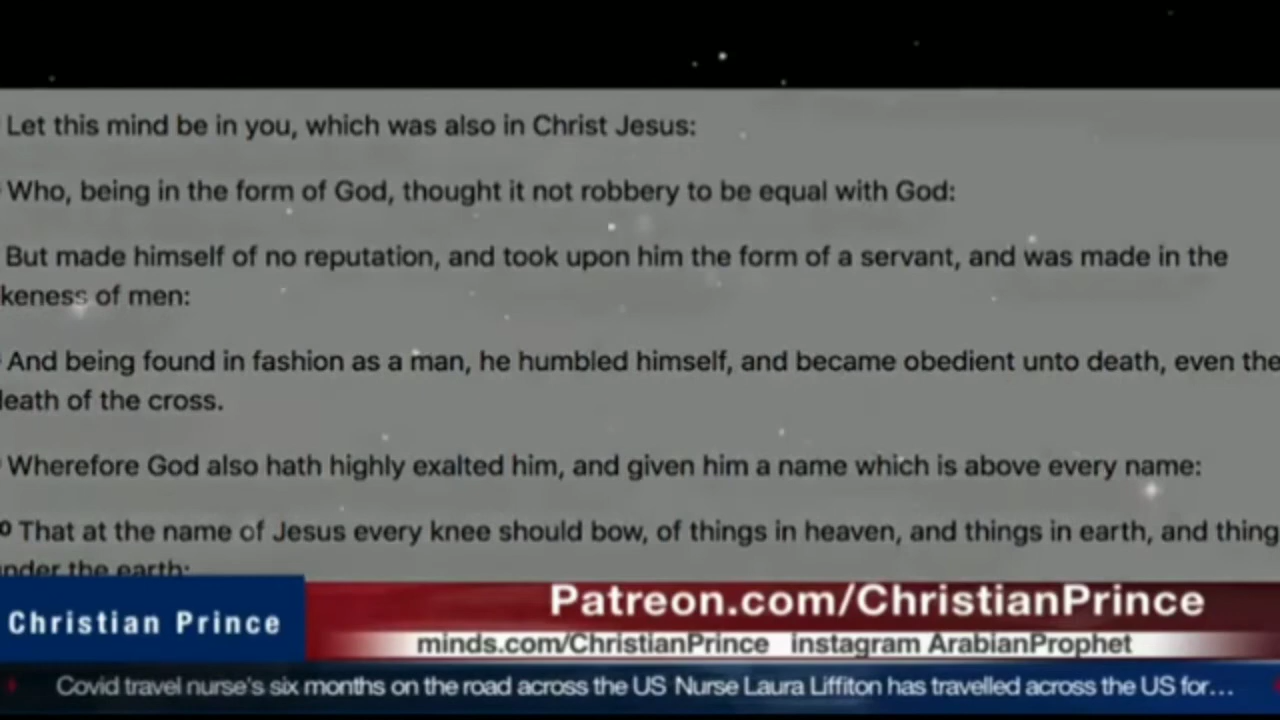 Let this mind be in you, which was also in Christ Jesus:
Who, being in the form of God, thought it not robbery to be equal with God:
But made himself of no reputation, and took upon him the form of a servant, and was made in the
keness of men:
And being found in fashion as a man, he humbled himself, and became obedient unto death, even the
eath of the cross.
Wherefore God also hath highly exalted him, and given him a name which is above every name:
0 That at the name of Jesus every knee should bow, of things in heaven, and things in earth, and thing
nder the earth:
Patreon.com/ChristianPrince
Christian Prince
minds.com/ChristianPrince instagram ArabianProphet
Covid travel nurse's six months on the road across the US Nurse Laura Liffiton has travelled across the US for...